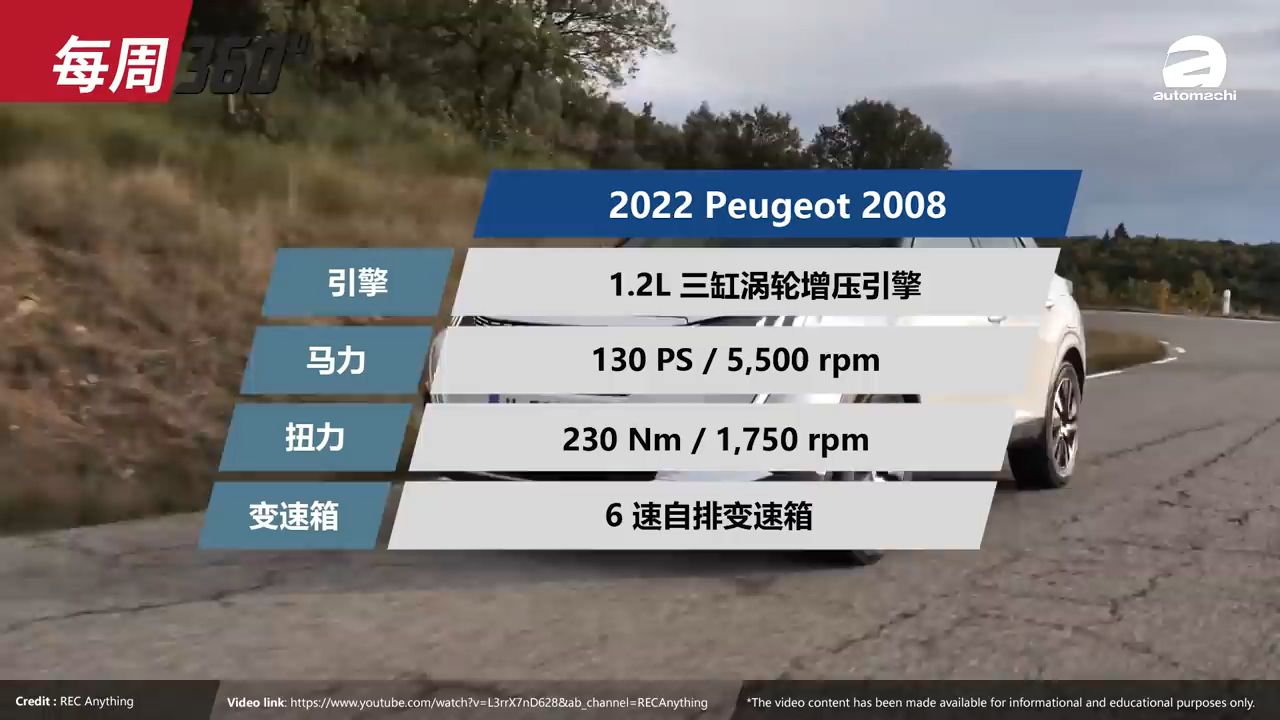 每周360°
automachi
2022 Peugeot 2008
引擎
1.2L 三缸涡轮增压引擎
马力
130 PS / 5,500 rpm
扭力
230 Nm / 1,750 rpm
变速箱
6 速自排变速箱
Credit : REC Anything
Video link: https://www.youtube.com/watch?v=L3rrX7nD628&ab_channel=RECAnything
*The video content has been made available for informational and educational purposes only.